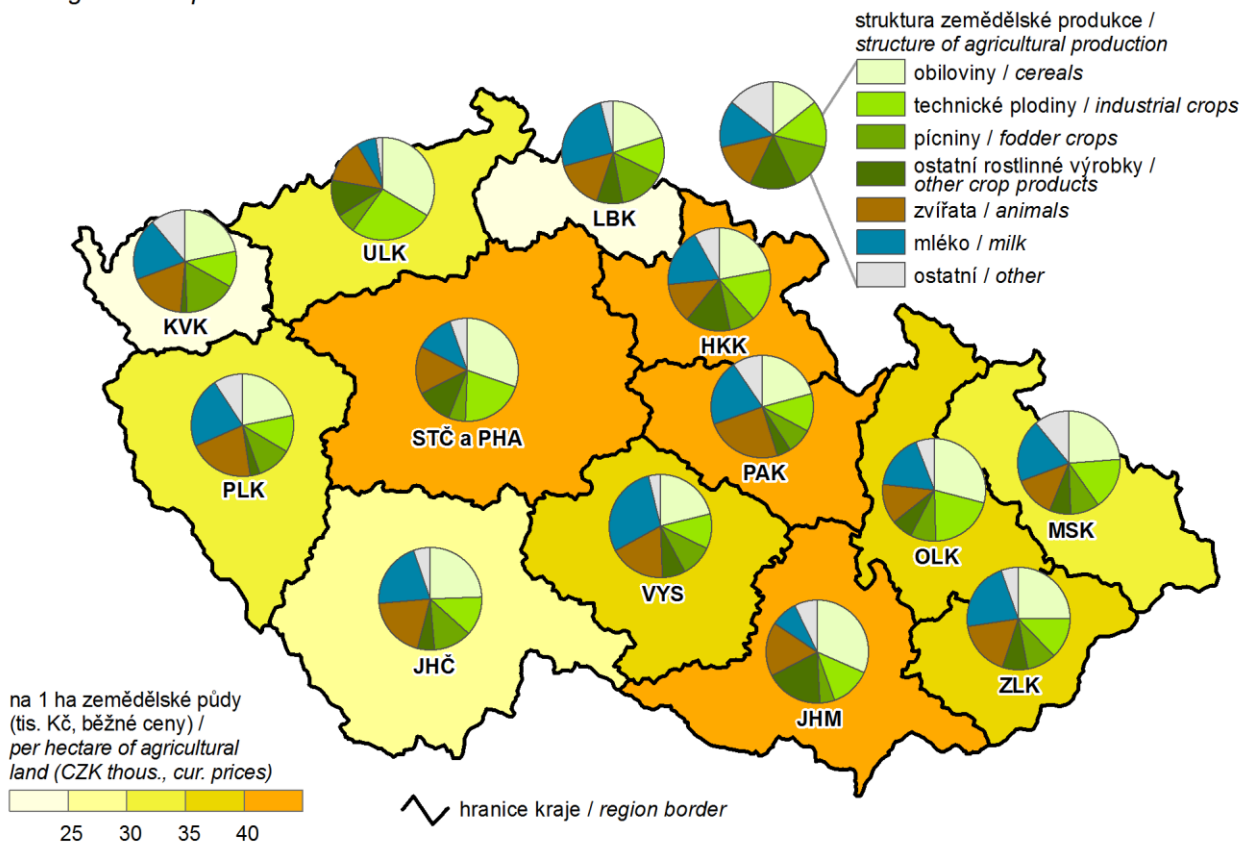 struktura zemědělské produkce /
structure of agricultural production
obiloviny / cereals
technické plodiny / industrial crops
pícniny / fodder crops
ostatní rostlinné výrobky /
other crop products
zvířata / animals
mléko / milk
ostatní / other
LBK
ULK
KVK
HKK
STČ a PHA
PAK
PLK
OLK
MSK
VYS
JHČ
ZLK
JHM
na 1 ha zemědělské půdy
(tis. Kč, běžné ceny) /
per hectare of agricultural
land (CZK thous., cur. prices)
25 30 35 40
hranice kraje / region border